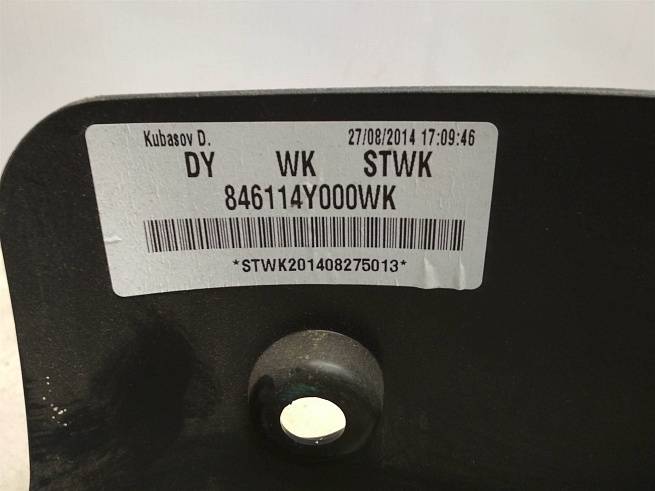 Kubasov D. 27/08/2014 17:09:46
DY WK STWK
846114Y000WK
*STWK201408275013*